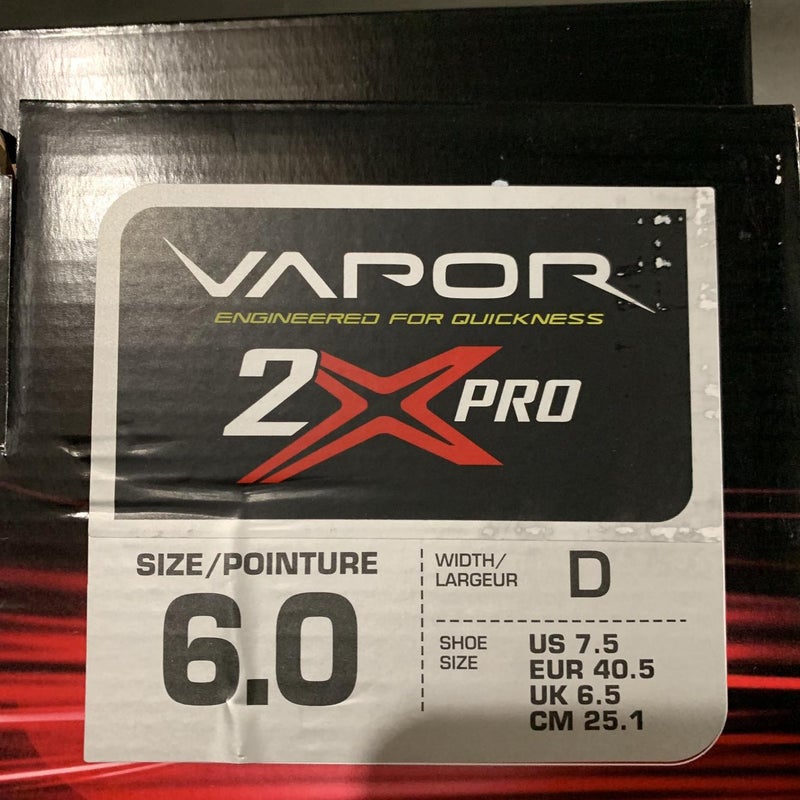 VAPOR
ENGINEERED FOR QUICKNESS
2X PRO
SIZE/POINTURE
6.0
WIDTH/
LARGEUR
D
SHOE
SIZE
US 7.5
EUR 40.5
UK 6.5
CM 25.1